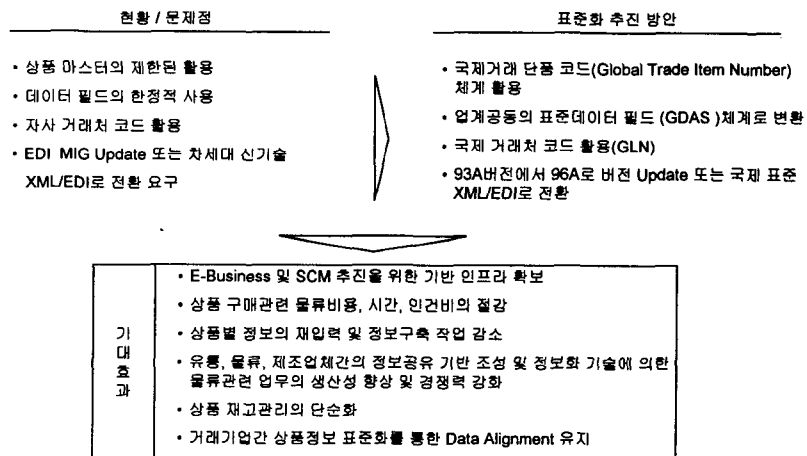 현황 / 문제점
• 상품 마스터의 제한된 활용
• 데이터 필드의 한정적 사용
• 자사 거래처 코드 활용
• EDI MIG Update 또는 차세대 신기술
XML/EDI로 전환 요구
표준화 추진 방안
• 국제거래 단품 코드(Global Trade Item Number)
체계 활용
• 업계공동의 표준데이터 필드 (GDAS )체계로 변환
• 국제 거래처 코드 활용(GLN)
• 93A버전에서 96A로 버전 Update 또는 국제 표준
XML/EDI로 전환
기대효과
• E-Business 및 SCM 추진을 위한 기반 인프라 확보
• 상품 구매관련 물류비용, 시간, 인건비의 절감
• 상품별 정보의 재입력 및 정보구축 작업 감소
• 유통, 물류, 제조업체간의 정보공유 기반 조성 및 정보화 기술에 의한
물류관련 업무의 생산성 향상 및 경쟁력 강화
• 상품 재고관리의 단순화
• 거래기업간 상품정보 표준화를 통한 Data Alignment 유지